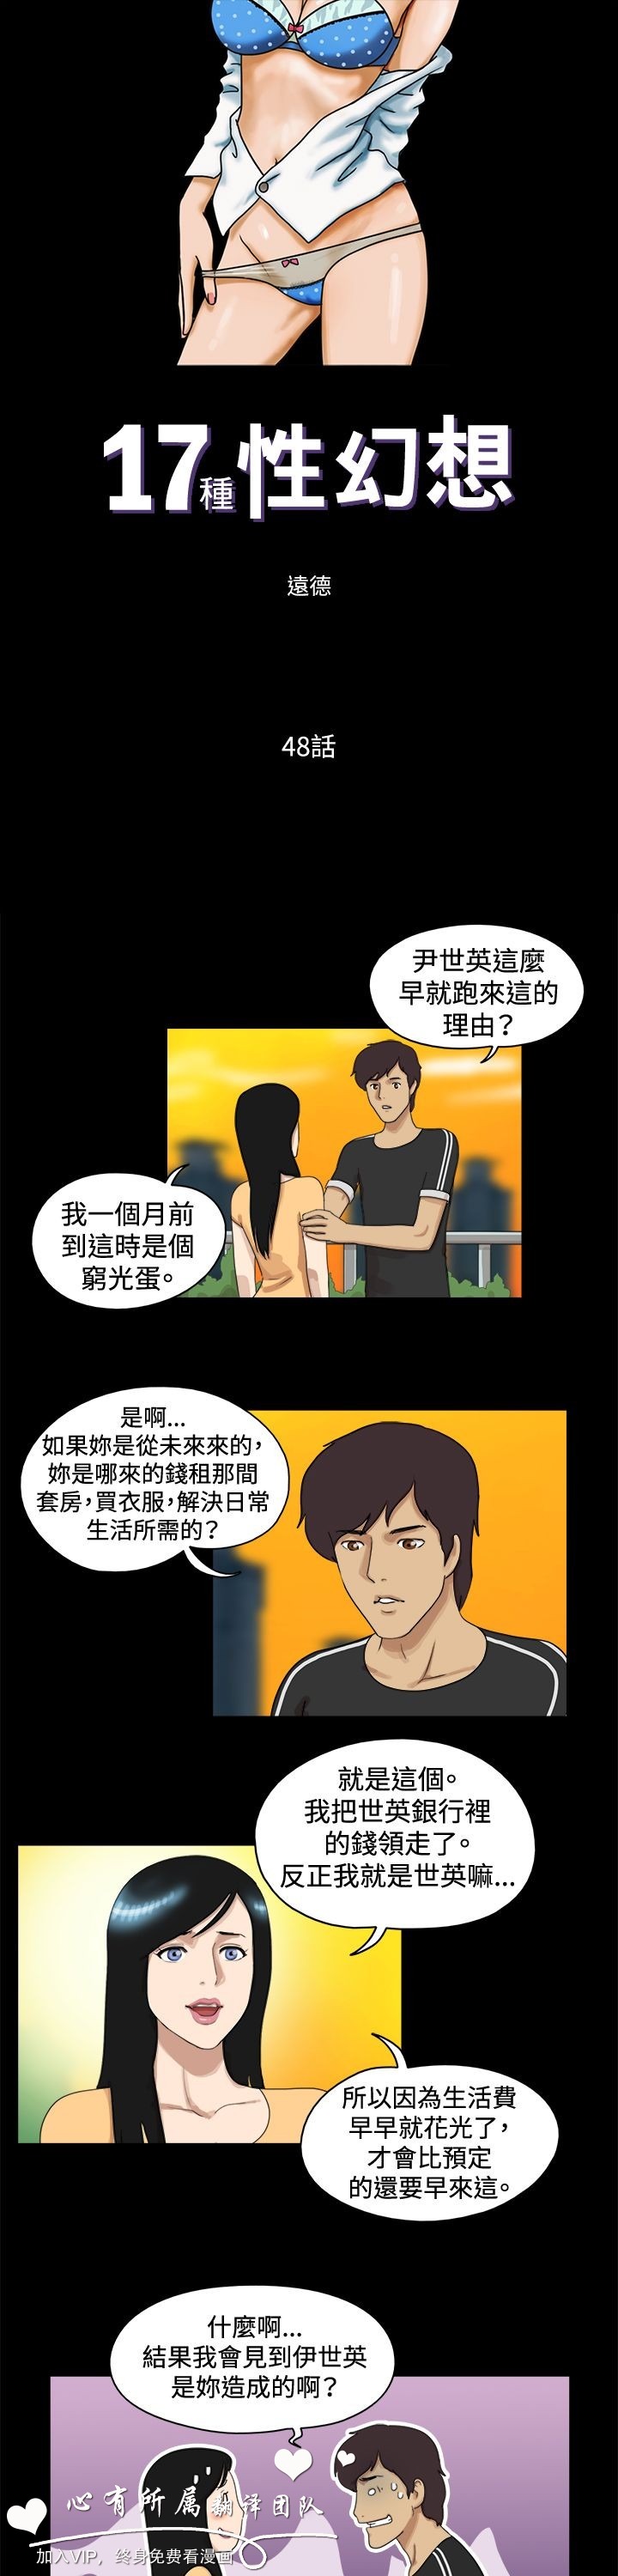 17種性幻想
遠德
48話
尹世英這麼
早就跑來這的
理由？
我一個月前
到這時是個
窮光蛋。
是啊...
如果妳是從未來來的，
妳是哪來的錢租那間
套房，買衣服，解決日常
生活所需的？
就是這個。
我把世英銀行裡
的錢領走了。
反正我就是世英嘛...
所以因為生活費
早早就花光了，
才會比預定
的還要早來這。
什麼啊...
結果我會見到伊世英
是妳造成的啊？
心有所属翻译团队
加入VIP，终身免费看漫画